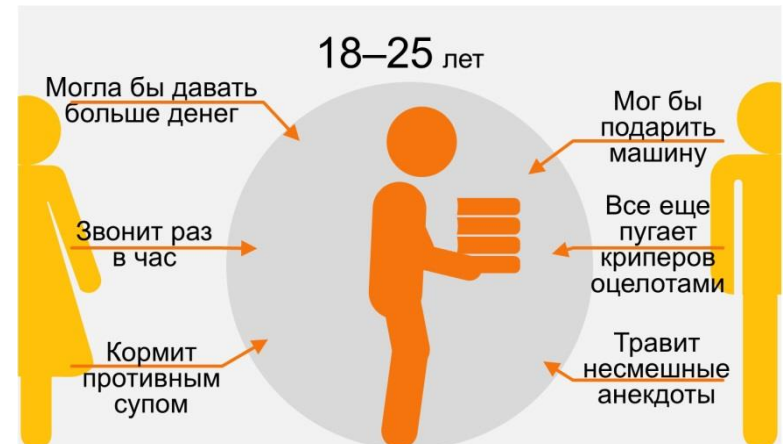 18–25 лет
Могла бы давать
больше денег
Звонит раз
в час
Кормит
противным
супом
Мог бы
подарить
машину
Все еще
пугает
криперов
оцелотами
Травит
несмешные
анекдоты